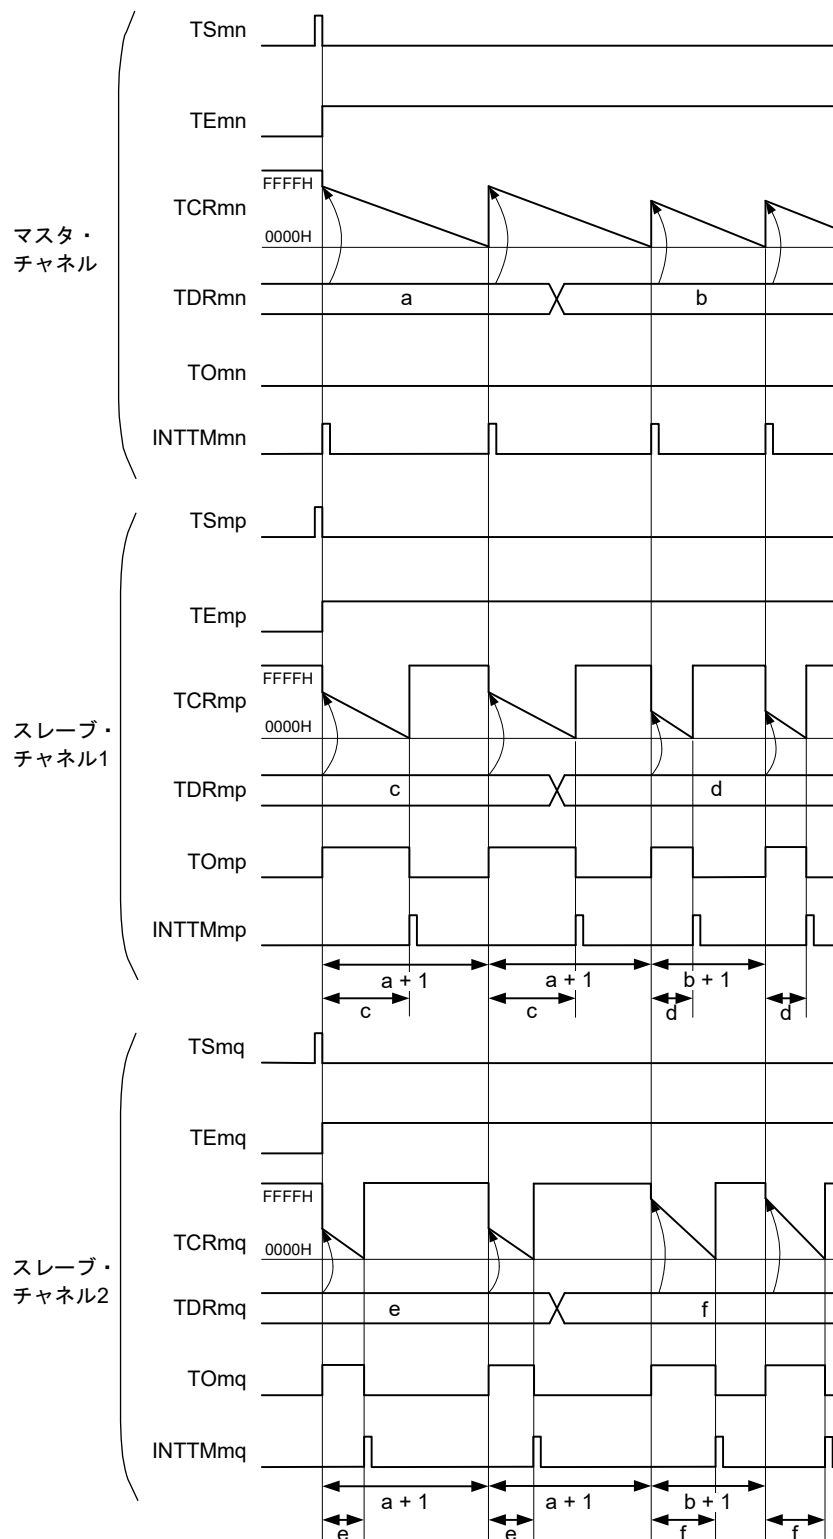 TSmn
TEmn
FFFFH
TCRmn
0000H
マスタ・
チャネル
TDRmn
a
b
TOmn
INTTMmn
TSmp
TEmp
FFFFH
TCRmp
0000H
スレーブ・
チャネル1
TDRmp
c
d
TOmp
INTTMmp
a + 1
a + 1
b + 1
c
c
d
d
TSmq
TEmq
FFFFH
TCRmq
0000H
スレーブ・
チャネル2
TDRmq
e
f
TOmq
INTTMmq
a + 1
a + 1
b + 1
e
e
f
f